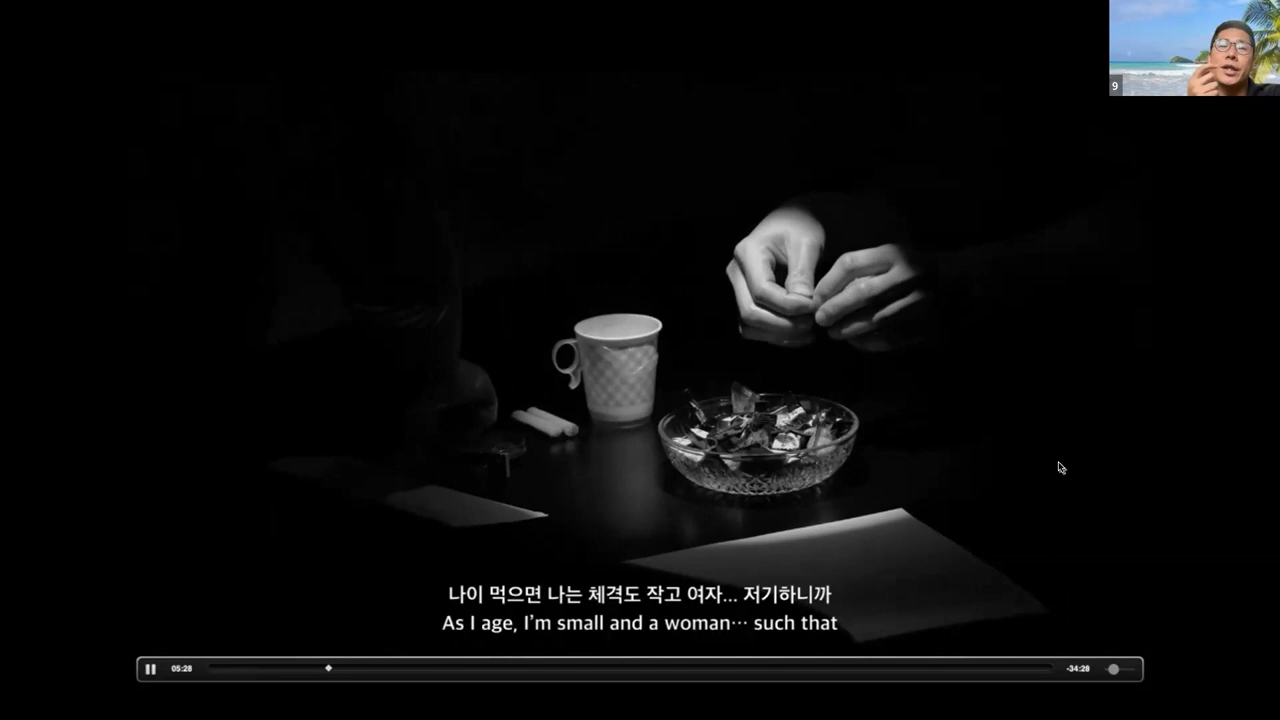 9
나이 먹으면 나는 체격도 작고 여자... 저기하니까
As I age, I'm small and a woman… such that
05:28
-34:28